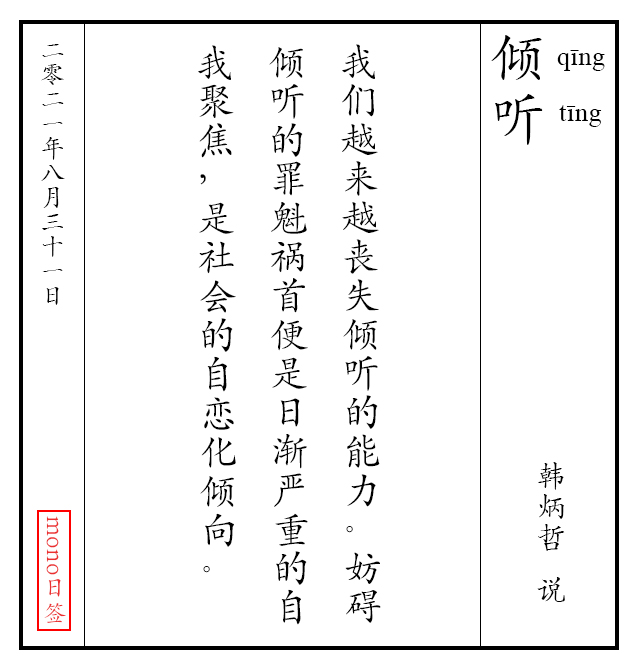 倾听
qīng
tīng
韩炳哲 说
我们越来越丧失倾听的能力。妨碍
倾听的罪魁祸首便是日渐严重的自
我聚焦，是社会的自恋化倾向。
二零二一年八月三十一日
mono日签